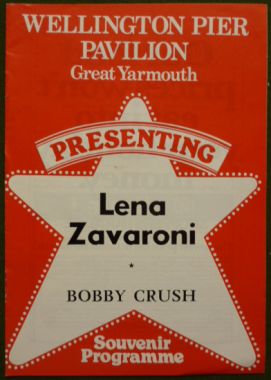 WELLINGTON PIER
PAVILION
Great Yarmouth
PRESENTING
Lena
Zavaroni
BOBBY CRUSH
Souvenir
Programme